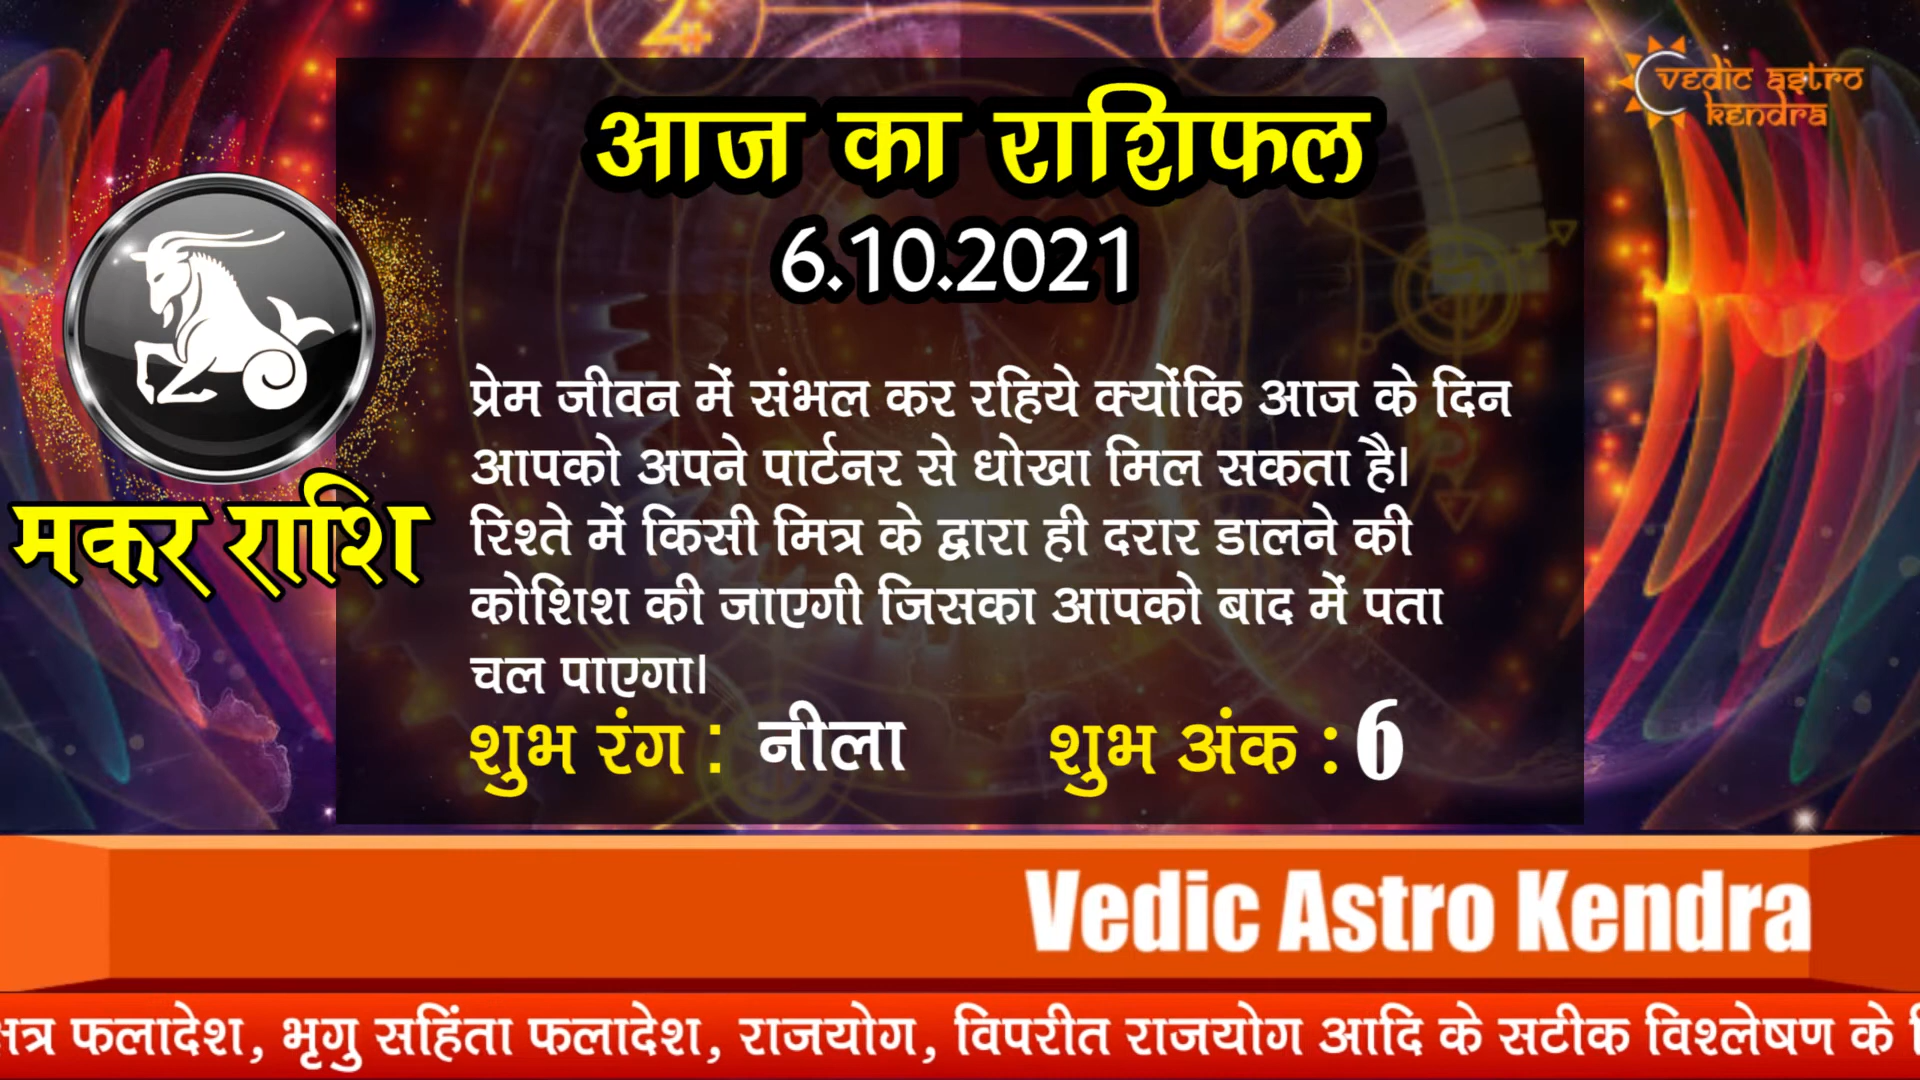 vedic astro
kendra
आज का राशिफल
6.10.2021
मकर राशि
प्रेम जीवन में संभल कर रहिये क्योंकि आज के दिन
आपको अपने पार्टनर से धोखा मिल सकता है।
रिश्ते में किसी मित्र के द्वारा ही दरार डालने की
कोशिश की जाएगी जिसका आपको बाद में पता
चल पाएगा।
शुभ रंग : नीला शुभ अंक : 6
Vedic Astro Kendra
फलादेश, भृगु सहिंता फलादेश, राजयोग, विपरीत राजयोग आदि के सटीक विश्लेषण के